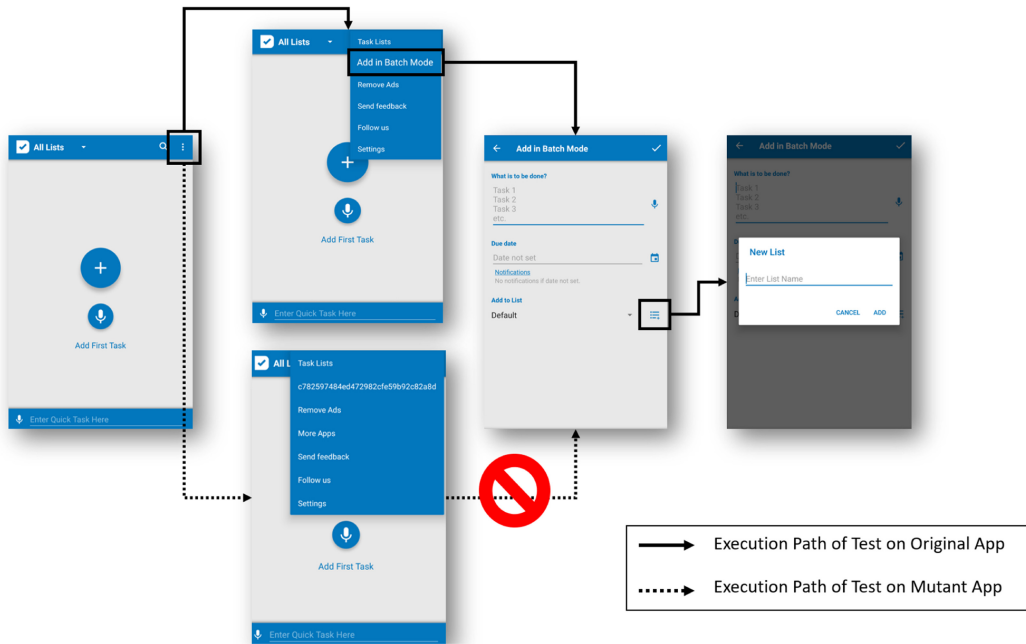 All Lists
Enter Quick Task Here
Add First Task
All Lists
Task Lists
Add in Batch Mode
Remove Ads
Send feedback
Follow us
Settings
Add First Task
Enter Quick Task Here
All L
Task Lists
c782597484ed472982cfe59b92c82a8d
Remove Ads
More Apps
Send feedback
Follow us
Settings
Add First Task
Enter Quick Task Here
Add in Batch Mode
What is to be done?
Task 1
Task 2
Task 3
etc.
Due date
Date not set
Notifications
No notifications if date not set.
Add to List
Default
Add in Batch Mode
What is to be done?
Task 1
Task 2
Task 3
etc.
New List
Enter List Name
CANCEL ADD
Execution Path of Test on Original App
Execution Path of Test on Mutant App